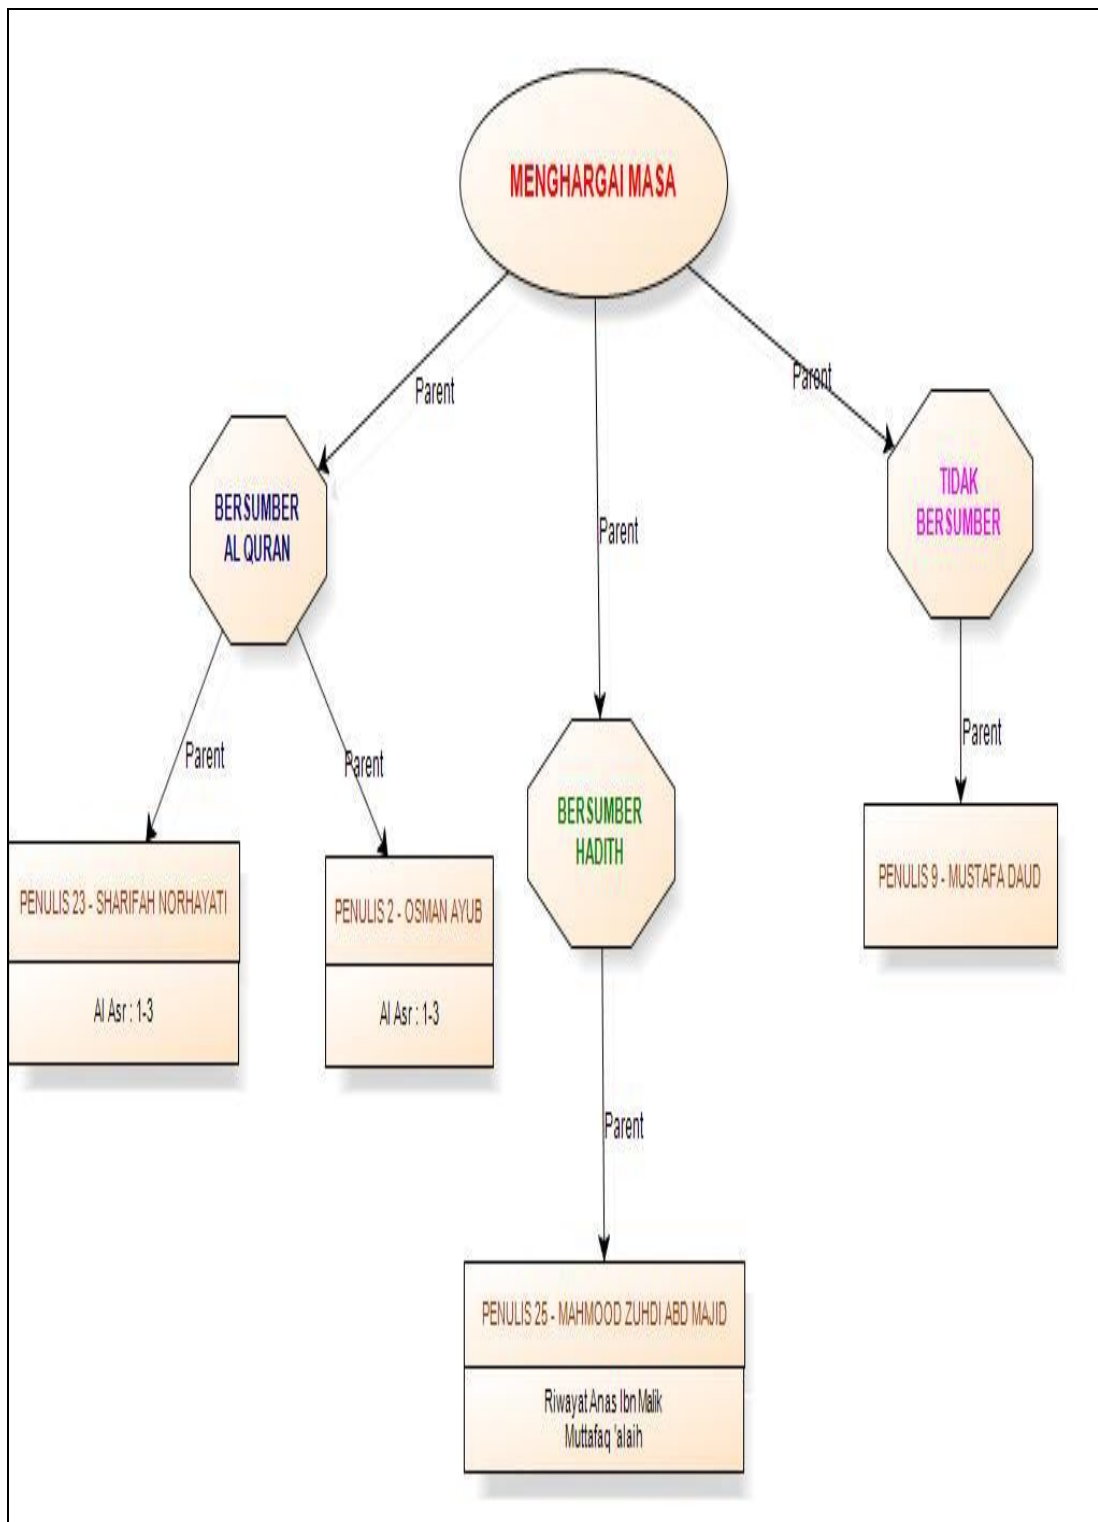 MENGHARGAI MASA
Parent
Parent
Parent
BERSUMBER
AL QURAN
TIDAK
BERSUMBER
Parent
Parent
Parent
BERSUMBER
HADITH
PENULIS 23 - SHARIFAH NORHAYATI
Al Asr : 1-3
PENULIS 2 - OSMAN AYUB
Al Asr : 1-3
PENULIS 9 - MUSTAFA DAUD
Parent
PENULIS 25 - MAHMOOD ZUHDI ABD MAJID
Riwayat Anas Ibn Malik
Muttafaq 'alaih